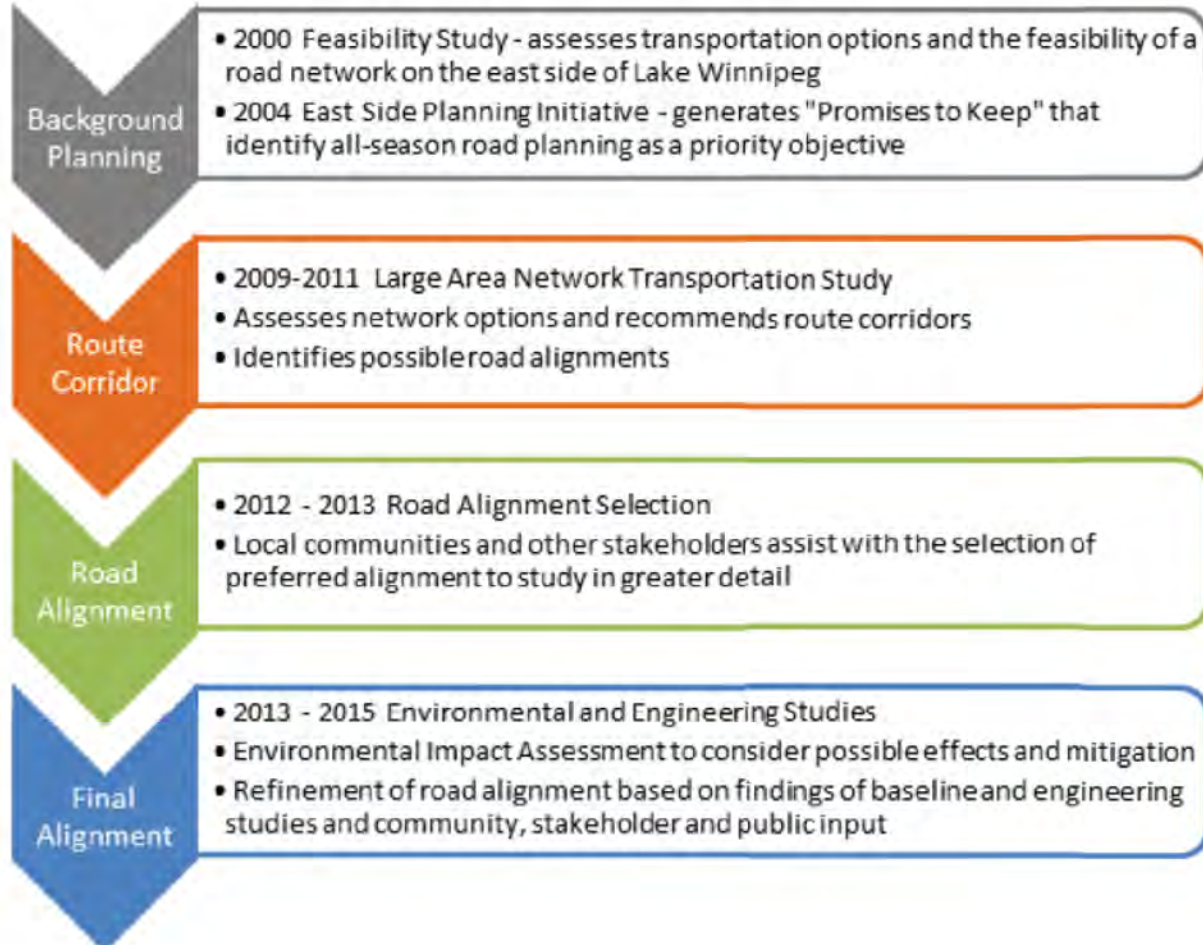 Background
Planning
• 2000 Feasibility Study - assesses transportation options and the feasibility of a
road network on the east side of Lake Winnipeg
• 2004 East Side Planning Initiative - generates "Promises to Keep" that
identify all-season road planning as a priority objective
Route
Corridor
• 2009-2011 Large Area Network Transportation Study
• Assesses network options and recommends route corridors
• Identifies possible road alignments
Road
Alignment
• 2012 - 2013 Road Alignment Selection
• Local communities and other stakeholders assist with the selection of
preferred alignment to study in greater detail
Final
Alignment
• 2013 - 2015 Environmental and Engineering Studies
• Environmental Impact Assessment to consider possible effects and mitigation
• Refinement of road alignment based on findings of baseline and engineering
studies and community, stakeholder and public input